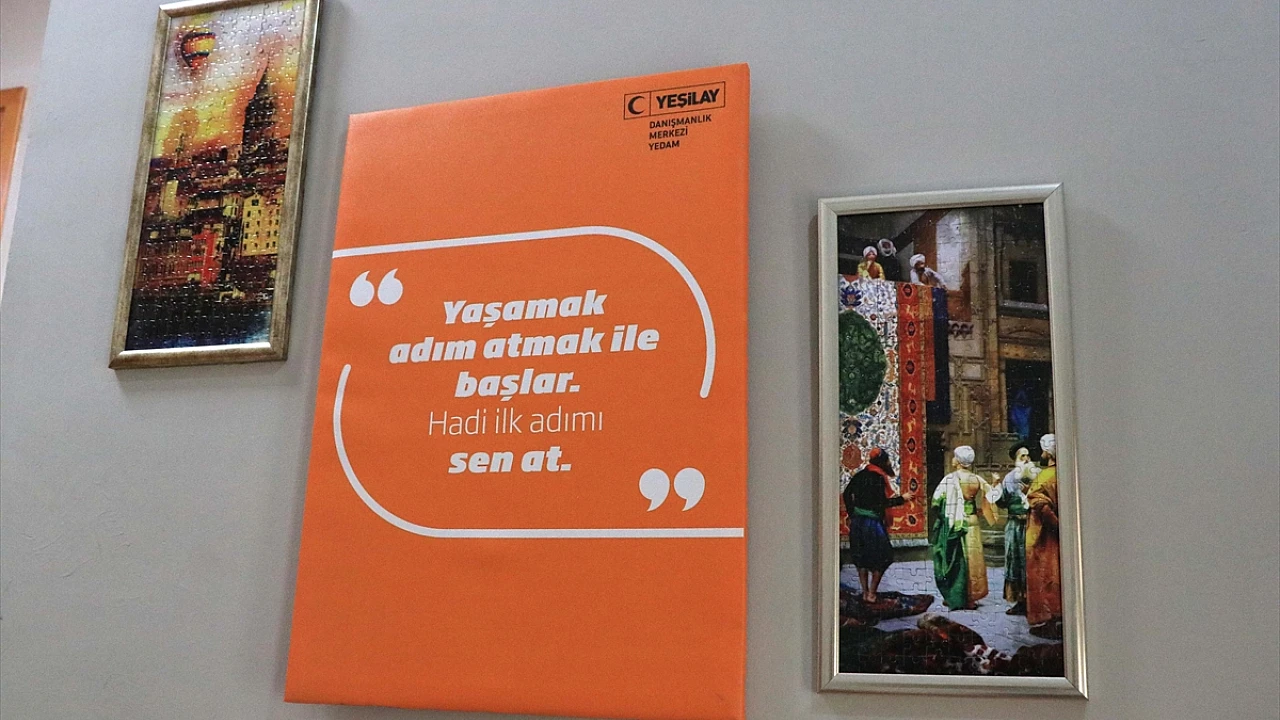 YEŞİLAY
DANIŞMANLIK
MERKEZİ
YEDAM
“
Yaşamak
adım atmak ile
başlar.
Hadi ilk adımı
sen at.
”